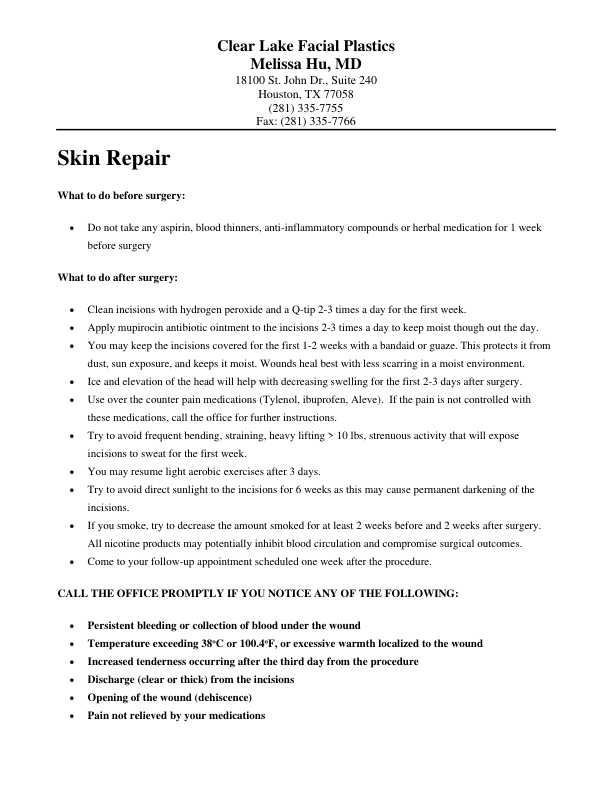 Clear Lake Facial Plastics
Melissa Hu, MD
18100 St. John Dr., Suite 240
Houston, TX 77058
(281) 335-7755
Fax: (281) 335-7766
Skin Repair
What to do before surgery:
• Do not take any aspirin, blood thinners, anti-inflammatory compounds or herbal medication for 1 week
before surgery
What to do after surgery:
• Clean incisions with hydrogen peroxide and a Q-tip 2-3 times a day for the first week.
• Apply mupirocin antibiotic ointment to the incisions 2-3 times a day to keep moist though out the day.
• You may keep the incisions covered for the first 1-2 weeks with a bandaid or guaze. This protects it from
dust, sun exposure, and keeps it moist. Wounds heal best with less scarring in a moist environment.
• Ice and elevation of the head will help with decreasing swelling for the first 2-3 days after surgery.
• Use over the counter pain medications (Tylenol, ibuprofen, Aleve).  If the pain is not controlled with
these medications, call the office for further instructions.
• Try to avoid frequent bending, straining, heavy lifting > 10 lbs, strenuous activity that will expose
incisions to sweat for the first week.
• You may resume light aerobic exercises after 3 days.
• Try to avoid direct sunlight to the incisions for 6 weeks as this may cause permanent darkening of the
incisions.
• If you smoke, try to decrease the amount smoked for at least 2 weeks before and 2 weeks after surgery.
All nicotine products may potentially inhibit blood circulation and compromise surgical outcomes.
• Come to your follow-up appointment scheduled one week after the procedure.
CALL THE OFFICE PROMPTLY IF YOU NOTICE ANY OF THE FOLLOWING:
• Persistent bleeding or collection of blood under the wound
• Temperature exceeding 38ºC or 100.4ºF, or excessive warmth localized to the wound
• Increased tenderness occurring after the third day from the procedure
• Discharge (clear or thick) from the incisions
• Opening of the wound (dehiscence)
• Pain not relieved by your medications